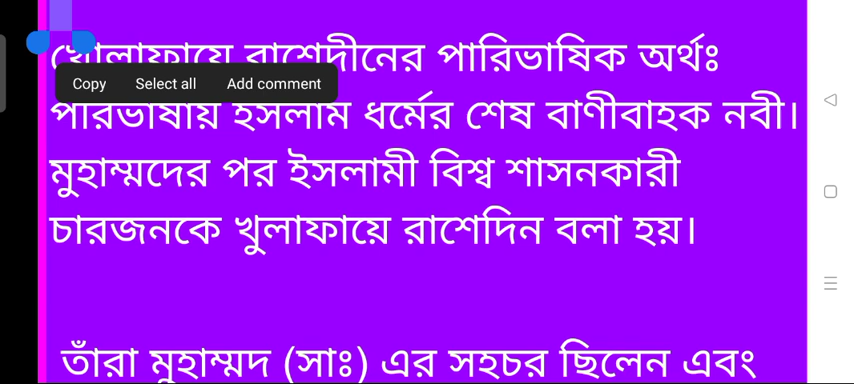 খোলাফায়ে রাশেদীনের পারিভাষিক অর্থঃ
Copy Select all Add comment
পারিভাষায় ইসলাম ধর্মের শেষ বাণীবাহক নবী।
মুহাম্মদের পর ইসলামী বিশ্ব শাসনকারী
চারজনকে খুলাফায়ে রাশেদিন বলা হয়।
তাঁরা মুহাম্মদ (সাঃ) এর সহচর ছিলেন এবং